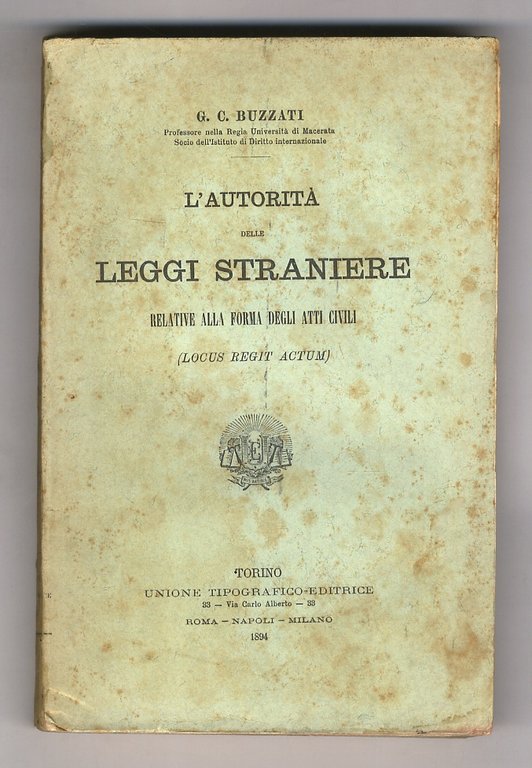 G. C. BUZZATI
Professore nella Regia Università di Macerata
Socio dell'Istituto di Diritto internazionale
L'AUTORITÀ
DELLE
LEGGI STRANIERE
RELATIVE ALLA FORMA DEGLI ATTI CIVILI
(LOCUS REGIT ACTUM)
TORINO
UNIONE TIPOGRAFICO-EDITRICE
33 — Via Carlo Alberto — 33
ROMA — NAPOLI — MILANO
1894